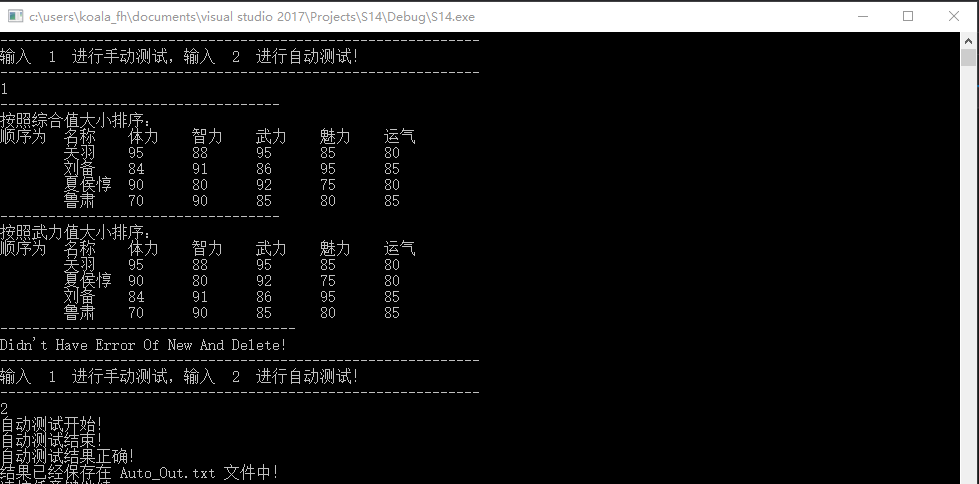 c:\users\koala_fh\documents\visual studio 2017\Projects\S14\Debug\S14.exe
------------------------------------------------------------
输入  1  进行手动测试，输入  2  进行自动测试！
------------------------------------------------------------
1
-----------------------------------
按照综合值大小排序：
顺序为  名称    体力    智力    武力    魅力    运气
        关羽    95      88      95      85      80
        刘备    84      91      86      95      85
        夏侯惇  90      80      92      75      80
        鲁肃    70      90      85      80      85
-----------------------------------
按照武力值大小排序：
顺序为  名称    体力    智力    武力    魅力    运气
        关羽    95      88      95      85      80
        夏侯惇  90      80      92      75      80
        刘备    84      91      86      95      85
        鲁肃    70      90      85      80      85
-------------------------------------
Didn't Have Error Of New And Delete!
------------------------------------------------------------
输入  1  进行手动测试，输入  2  进行自动测试！
------------------------------------------------------------
2
自动测试开始！
自动测试结束！
自动测试结果正确！
结果已经保存在 Auto_Out.txt 文件中！